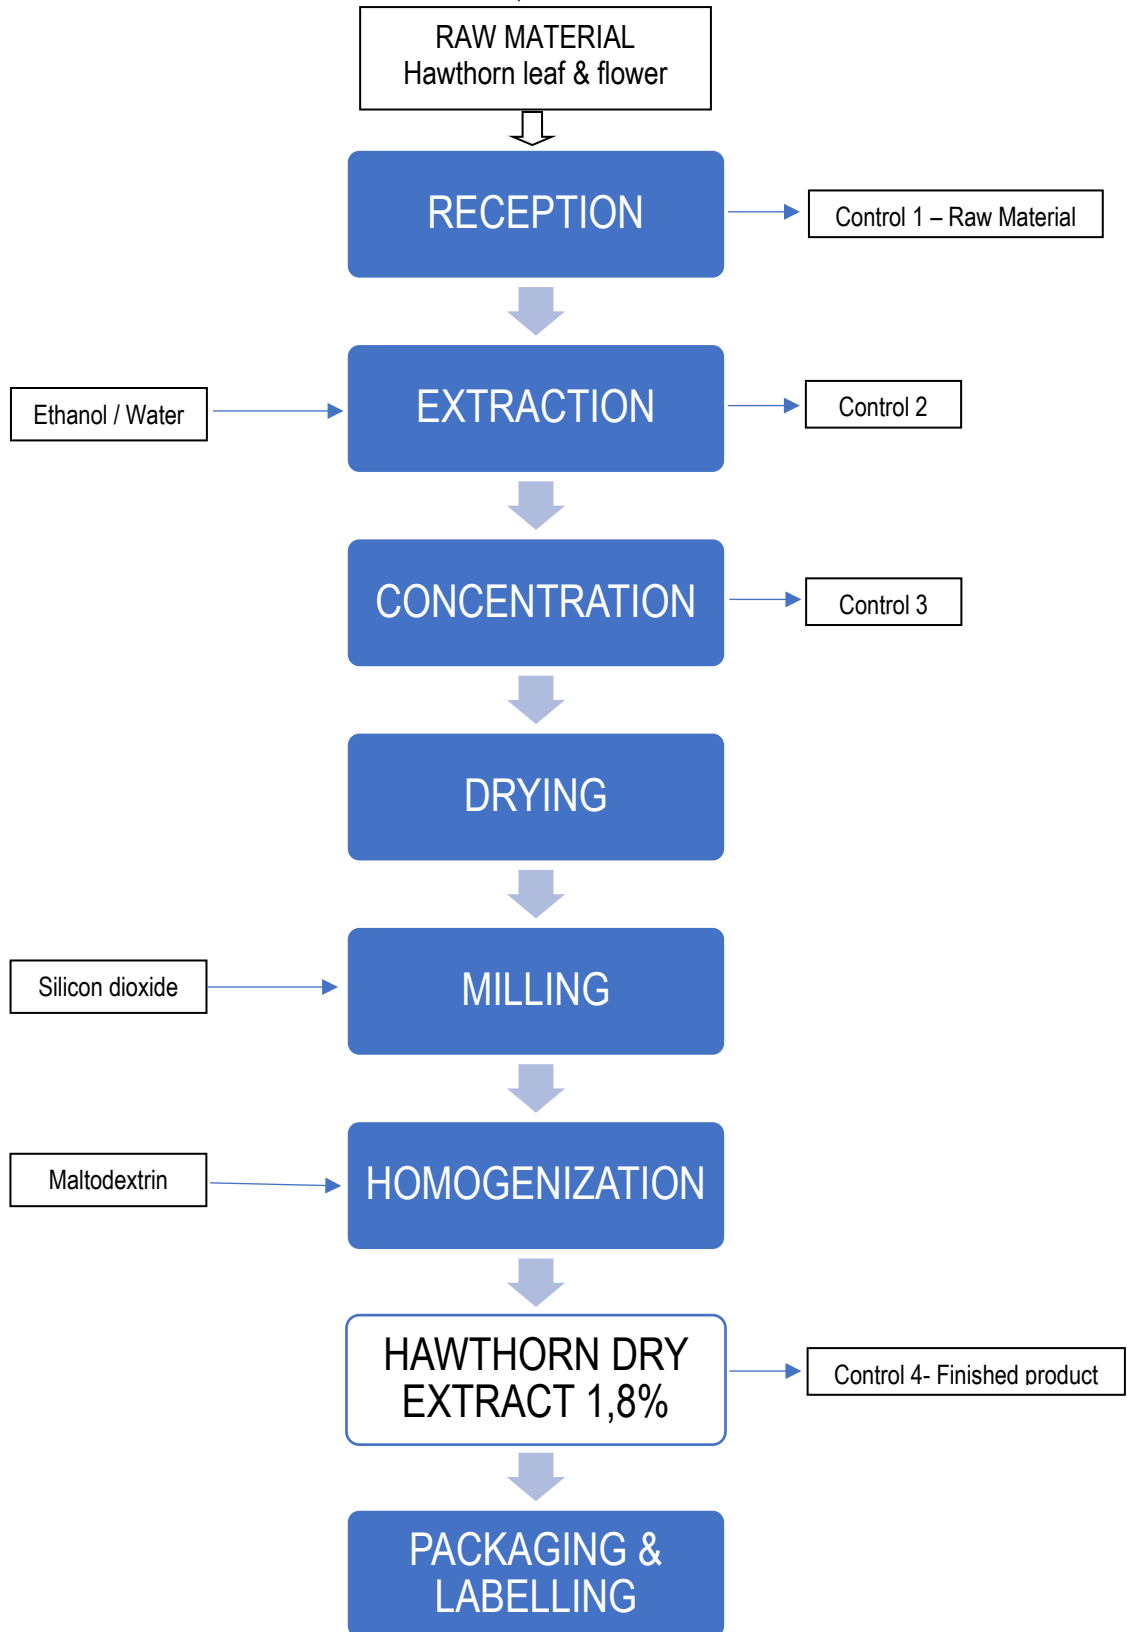 RAW MATERIAL
Hawthorn leaf & flower
RECEPTION
Control 1 – Raw Material
Ethanol / Water
EXTRACTION
Control 2
CONCENTRATION
Control 3
DRYING
Silicon dioxide
MILLING
Maltodextrin
HOMOGENIZATION
HAWTHORN DRY
EXTRACT 1,8%
Control 4- Finished product
PACKAGING &
LABELLING